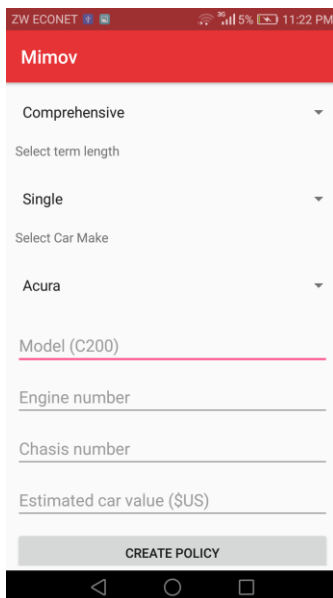 ZW ECONET 3G 5% 11:22 PM
Mimov
Comprehensive
Select term length
Single
Select Car Make
Acura
Model (C200)
Engine number
Chasis number
Estimated car value ($US)
CREATE POLICY